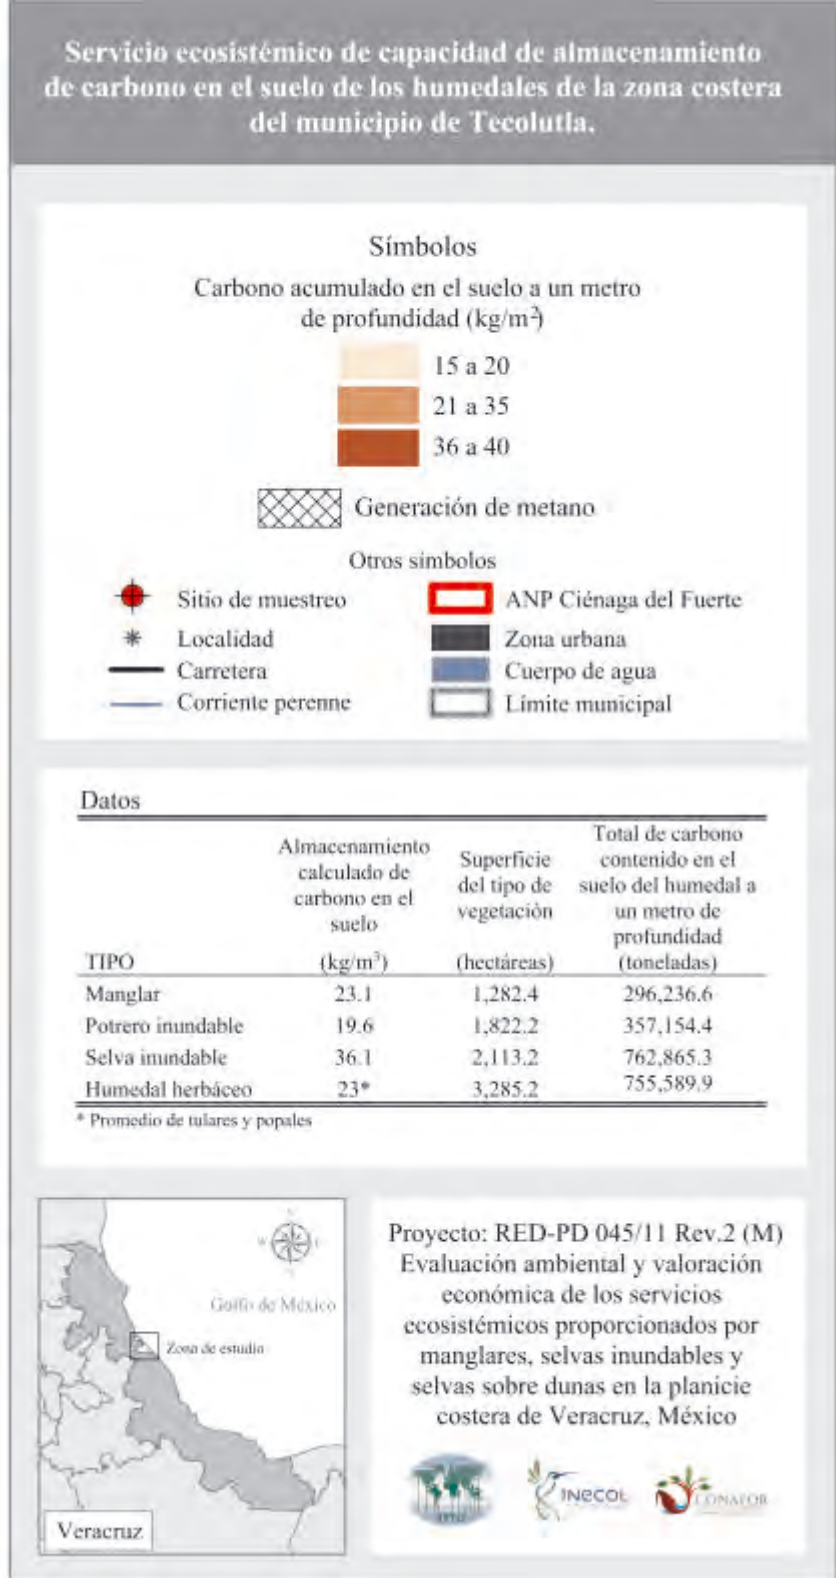 Servicio ecosistémico de capacidad de almacenamiento
de carbono en el suelo de los humedales de la zona costera
del municipio de Tecolutla.
Símbolos
Carbono acumulado en el suelo a un metro
de profundidad (kg/m²)
15 a 20
21 a 35
36 a 40
Generación de metano
Otros símbolos
Sitio de muestreo
ANP Ciénaga del Fuerte
Localidad
Zona urbana
Carretera
Cuerpo de agua
Corriente perenne
Límite municipal
Datos
TIPO
Almacenamiento
calculado de
carbono en el
suelo
(kg/m³)
Superficie
del tipo de
vegetación
(hectáreas)
Total de carbono
contenido en el
suelo del humedal a
un metro de
profundidad
(toneladas)
Manglar 23.1 1,282.4 296,236.6
Potrero inundable 19.6 1,822.2 357,154.4
Selva inundable 36.1 2,113.2 762,865.3
Humedal herbáceo 23* 3,285.2 755,589.9
* Promedio de tulares y popales
Golfo de México
Zona de estudio
Veracruz
Proyecto: RED-PD 045/11 Rev.2 (M)
Evaluación ambiental y valoración
económica de los servicios
ecosistémicos proporcionados por
manglares, selvas inundables y
selvas sobre dunas en la planicie
costera de Veracruz, México
INECOL
CONAFOR